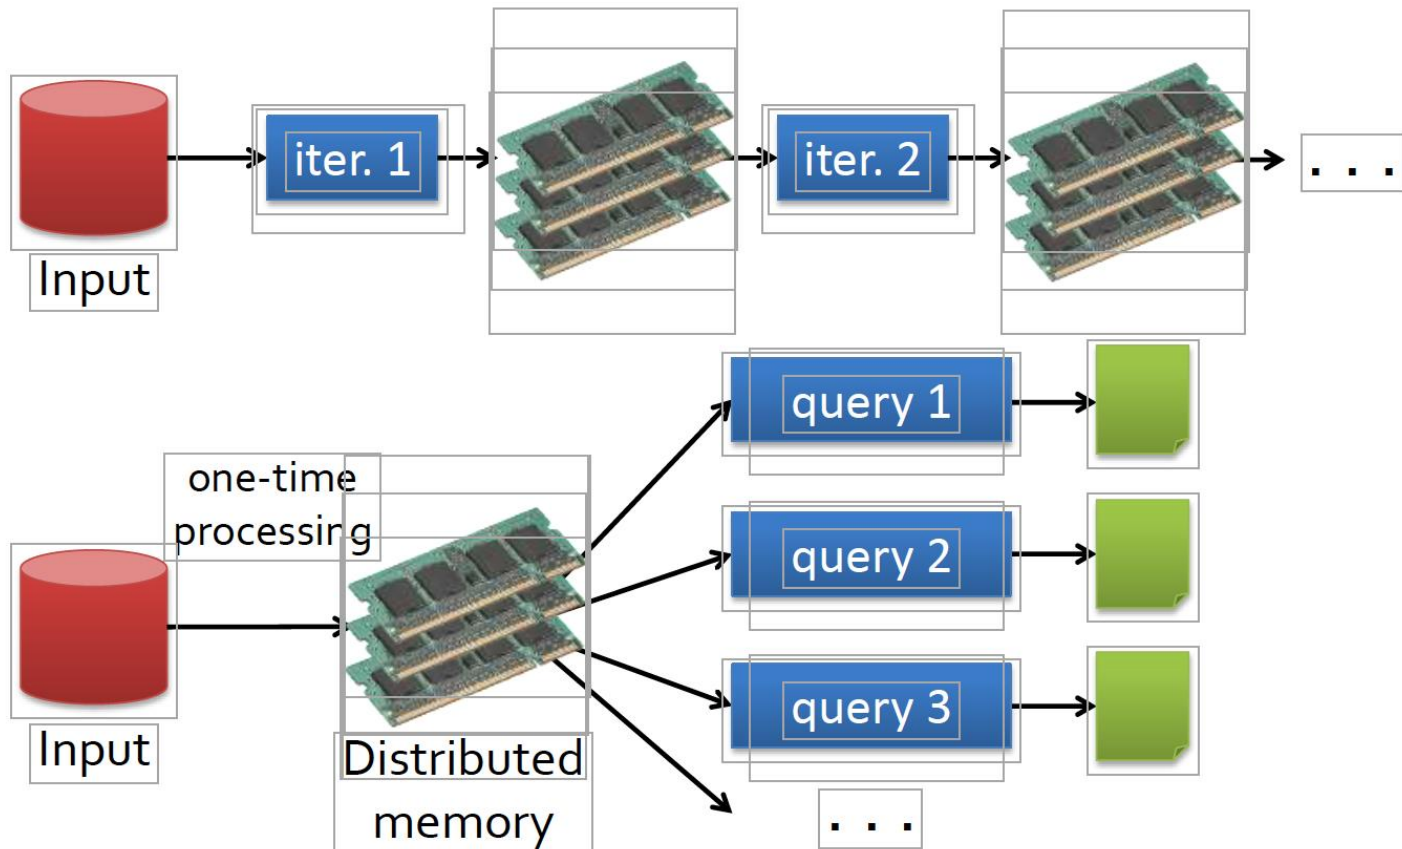 iter. 1
iter. 2
. . .
Input
query 1
one-time
processing
query 2
query 3
Input
Distributed
memory
. . .